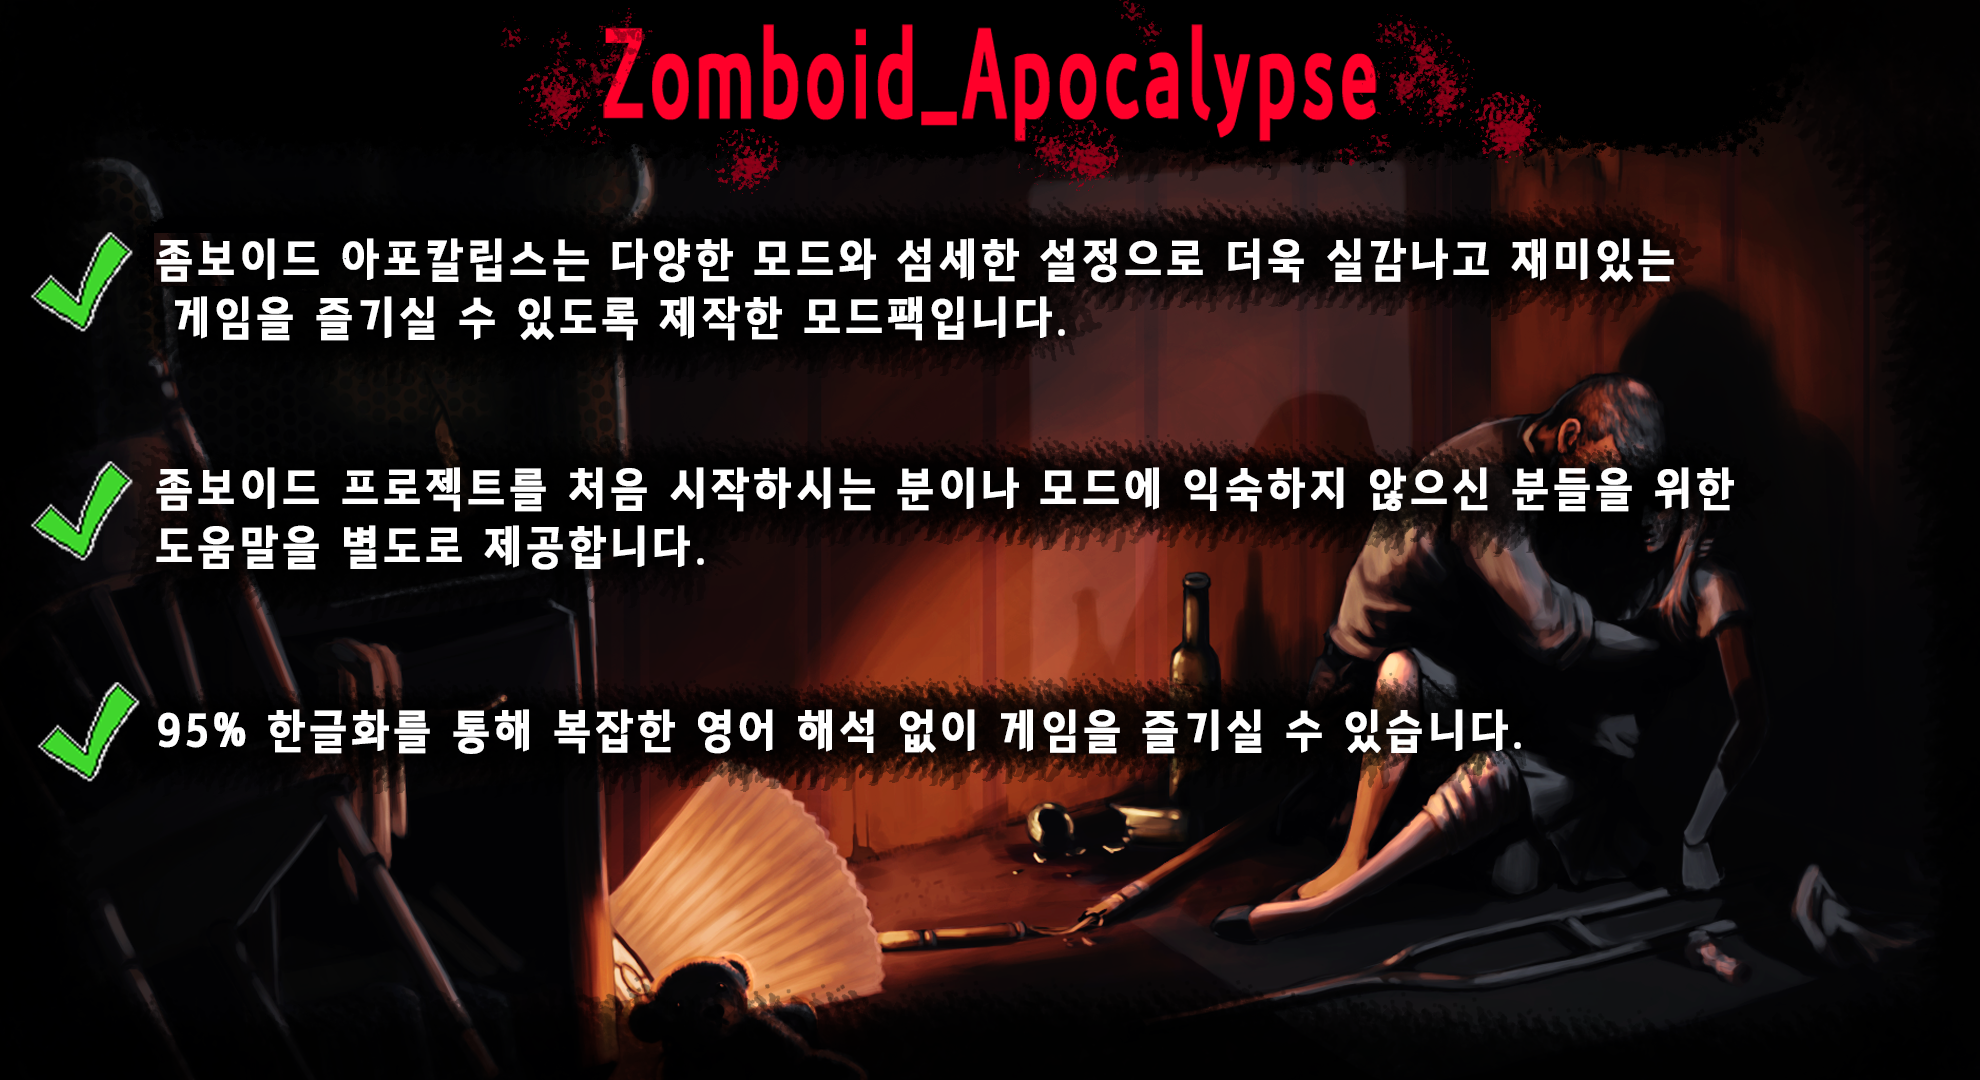 Zomboid_Apocalypse
좀보이드 아포칼립스는 다양한 모드와 섬세한 설정으로 더욱 실감나고 재미있는
게임을 즐기실 수 있도록 제작한 모드팩입니다.
좀보이드 프로젝트를 처음 시작하시는 분이나 모드에 익숙하지 않으신 분들을 위한
도움말을 별도로 제공합니다.
95% 한글화를 통해 복잡한 영어 해석 없이 게임을 즐기실 수 있습니다.